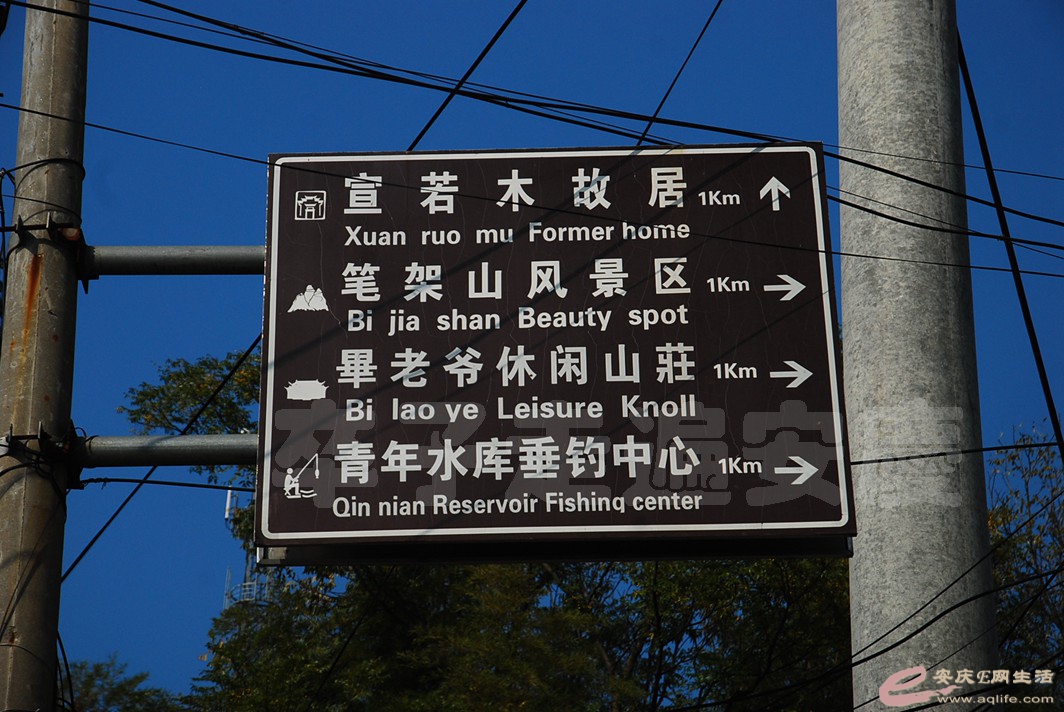 宣若木故居 1Km
Xuan ruo mu Former home
笔架山风景区 1Km
Bi jia shan Beauty spot
畢老爷休闲山莊 1Km
Bi lao ye Leisure Knoll
青年水库垂钓中心 1Km
Qin nian Reservoir Fishing center
安庆E网生活
www.aqlife.com